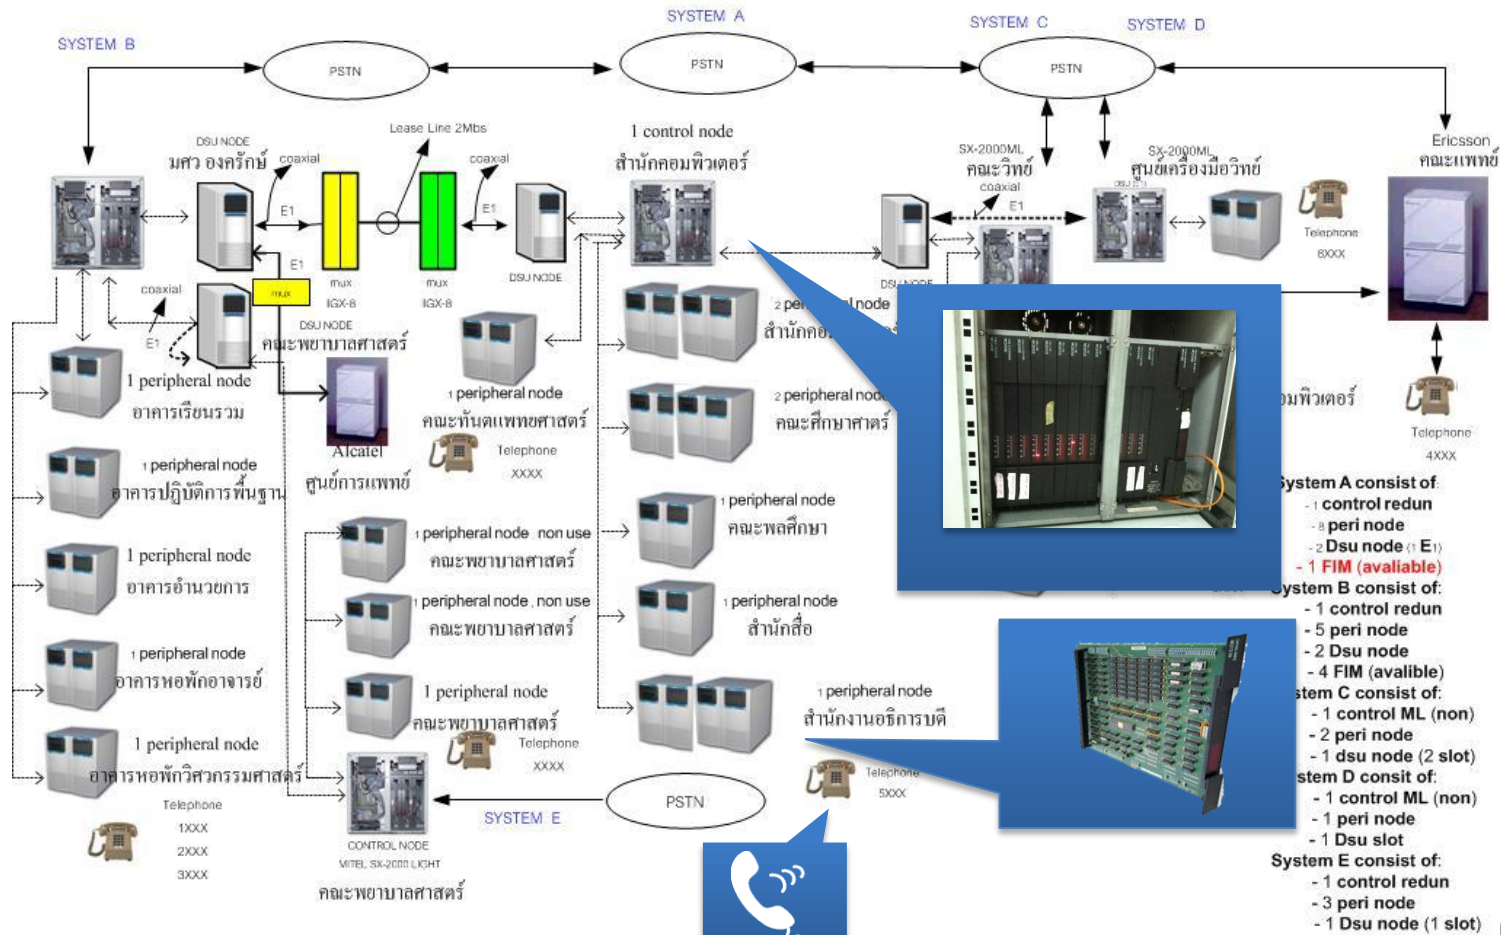 SYSTEM A
SYSTEM B
SYSTEM C
SYSTEM D
PSTN
PSTN
PSTN
Lease Line 2Mbs
1 control node
สำนักคอมพิวเตอร์
DSU NODE
มศว องครักษ์
coaxial
coaxial
E1
E1
E1
mux
IGX-8
mux
IGX-8
DSU NODE
mux
SX-2000ML
คณะวิทย์
coaxial
E1
DSU NODE
SX-2000ML
ศูนย์เครื่องมือวิทย์
Telephone
6XXX
Ericsson
คณะแพทย์
Telephone
4XXX
coaxial
E1
DSU NODE
คณะพยาบาลศาสตร์
Alcatel
ศูนย์การแพทย์
1 peripheral node
อาคารเรียนรวม
1 peripheral node
อาคารปฏิบัติการพื้นฐาน
1 peripheral node
อาคารอำนวยการ
1 peripheral node
อาคารหอพักอาจารย์
1 peripheral node
อาคารหอพักวิศวกรรมศาสตร์
Telephone
1XXX
2XXX
3XXX
1 peripheral node
คณะทันตแพทยศาสตร์
Telephone
XXXX
1 peripheral node , non use
คณะพยาบาลศาสตร์
1 peripheral node , non use
คณะพยาบาลศาสตร์
1 peripheral node
คณะพยาบาลศาสตร์
Telephone
XXXX
CONTROL NODE
MITEL SX-2000 LIGHT
คณะพยาบาลศาสตร์
SYSTEM E
PSTN
2 peripheral node
สำนักคอม
2 peripheral node
คณะศึกษาศาตร์
1 peripheral node
คณะพลศึกษา
1 peripheral node
สำนักสื่อ
1 peripheral node
สำนักงานอธิการบดี
Telephone
5XXX
อมพิวเตอร์
System A consist of:
- 1 control redun
- 8 peri node
- 2 Dsu node (1 E1)
- 1 FIM (avaliable)
System B consist of:
- 1 control redun
- 5 peri node
- 2 Dsu node
- 4 FIM (avalible)
stem C consist of:
- 1 control ML (non)
- 2 peri node
- 1 dsu node (2 slot)
stem D consit of:
- 1 control ML (non)
- 1 peri node
- 1 Dsu slot
System E consist of:
- 1 control redun
- 3 peri node
- 1 Dsu node (1 slot)